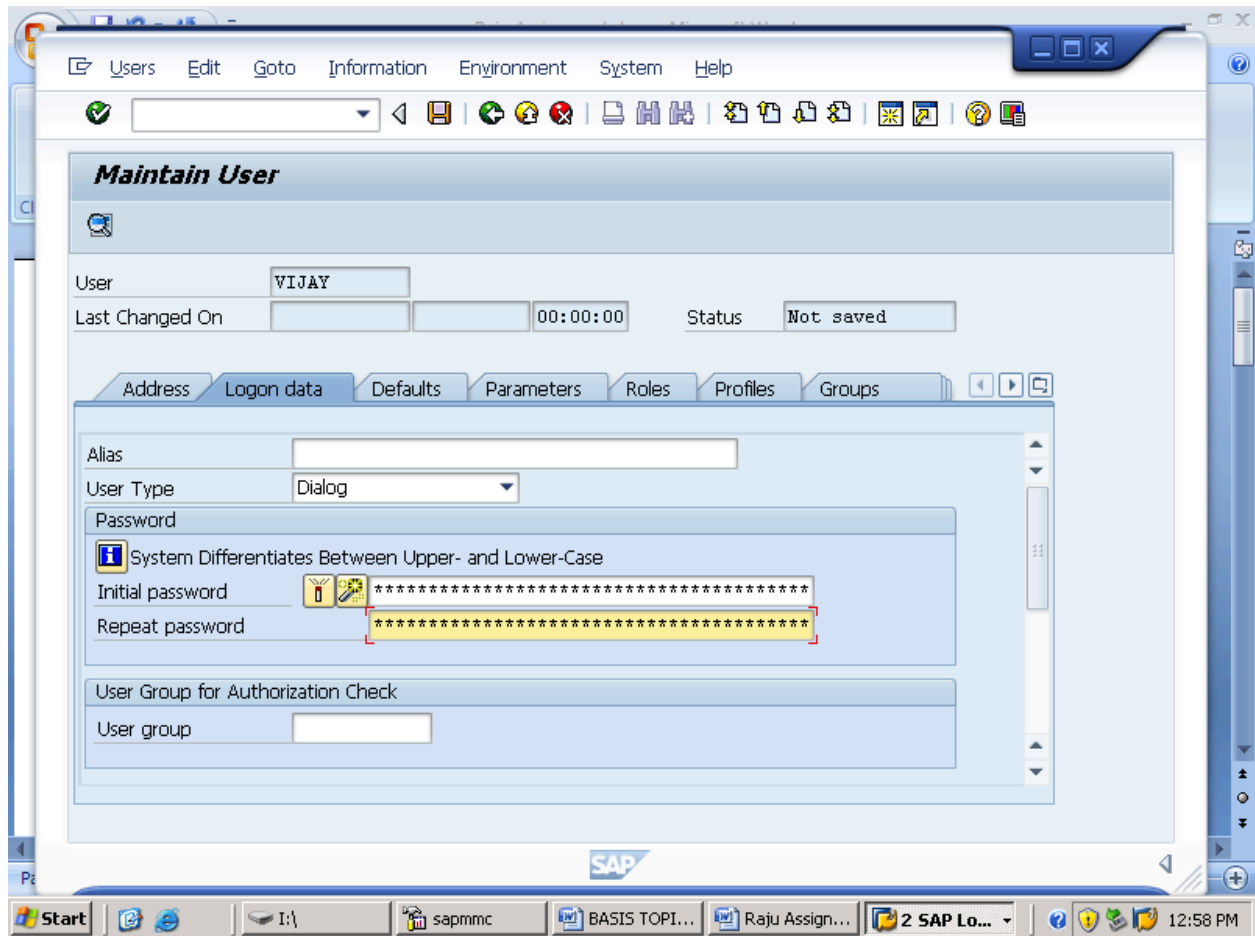 Users Edit Goto Information Environment System Help
Maintain User
User VIJAY
Last Changed On 00:00:00 Status Not saved
Address Logon data Defaults Parameters Roles Profiles Groups
Alias
User Type Dialog
Password
System Differentiates Between Upper- and Lower-Case
Initial password ****************************************
Repeat password ****************************************
User Group for Authorization Check
User group
SAP
Start I:\ sapmmc BASIS TOPI... Raju Assign... 2 SAP Lo... 12:58 PM